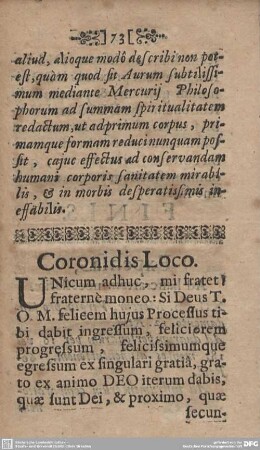 73
aliud, alioque modô describi non pot-
est, quàm quod sit Aurum subtilissi-
mum mediante Mercurij Philoso-
phorum ad summam spiritualitatem
redactum, ut ad primum corpus, pri-
mamque formam reduci nunquam pos-
sit, cujus effectus ad conservandam
humani corporis sanitatem mirabi-
lis, & in morbis desperatissimis in-
effabilis.
Coronidis Loco.
UNicum adhuc, mi frater
fraternè moneo: Si Deus T.
O. M. felicem hujus Processus ti-
bi dabit ingressum, feliciorem
progressum, felicissimumque
egressum ex singulari gratiâ, gra-
to ex animo DEO iterum dabis,
quæ sunt Dei, & proximo, quæ
secun-